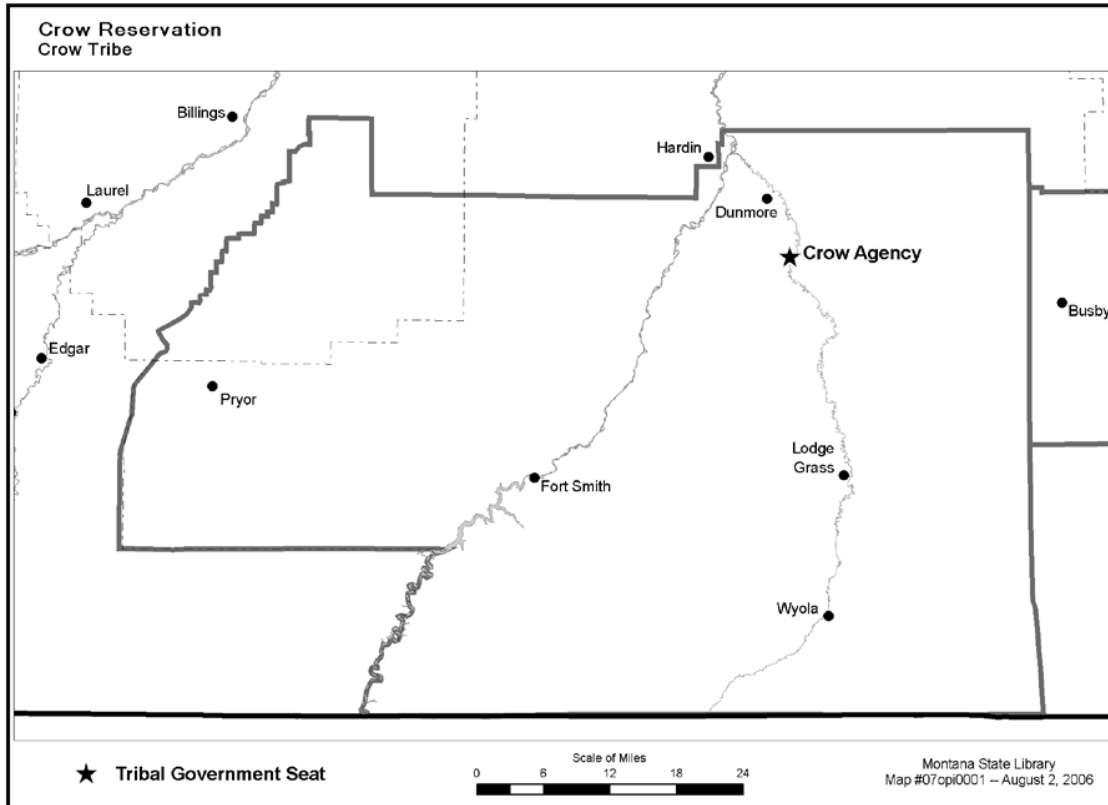 Crow Reservation
Crow Tribe
Billings
Hardin
Laurel
Dunmore
Crow Agency
Busby
Edgar
Pryor
Lodge
Grass
Fort Smith
Wyola
Tribal Government Seat
Scale of Miles
0 6 12 18 24
Montana State Library
Map #07opi0001 -- August 2, 2006